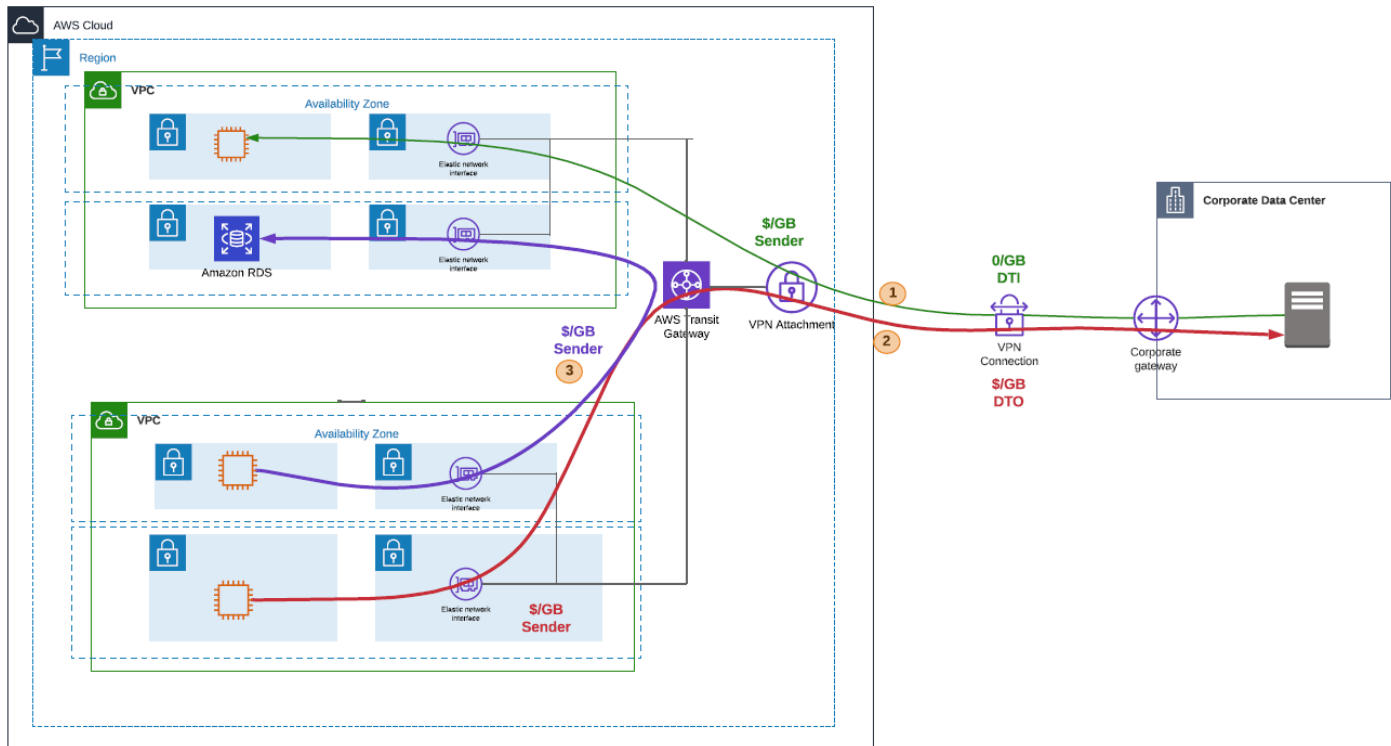 AWS Cloud
Region
VPC
Availability Zone
Elastic network
interface
Elastic network
interface
Amazon RDS
$/GB
Sender
AWS Transit
Gateway
VPN Attachment
1
2
0/GB
DTI
VPN
Connection
$/GB
DTO
Corporate Data Center
Corporate
gateway
$/GB
Sender
3
VPC
Availability Zone
Elastic network
interface
Elastic network
interface
$/GB
Sender